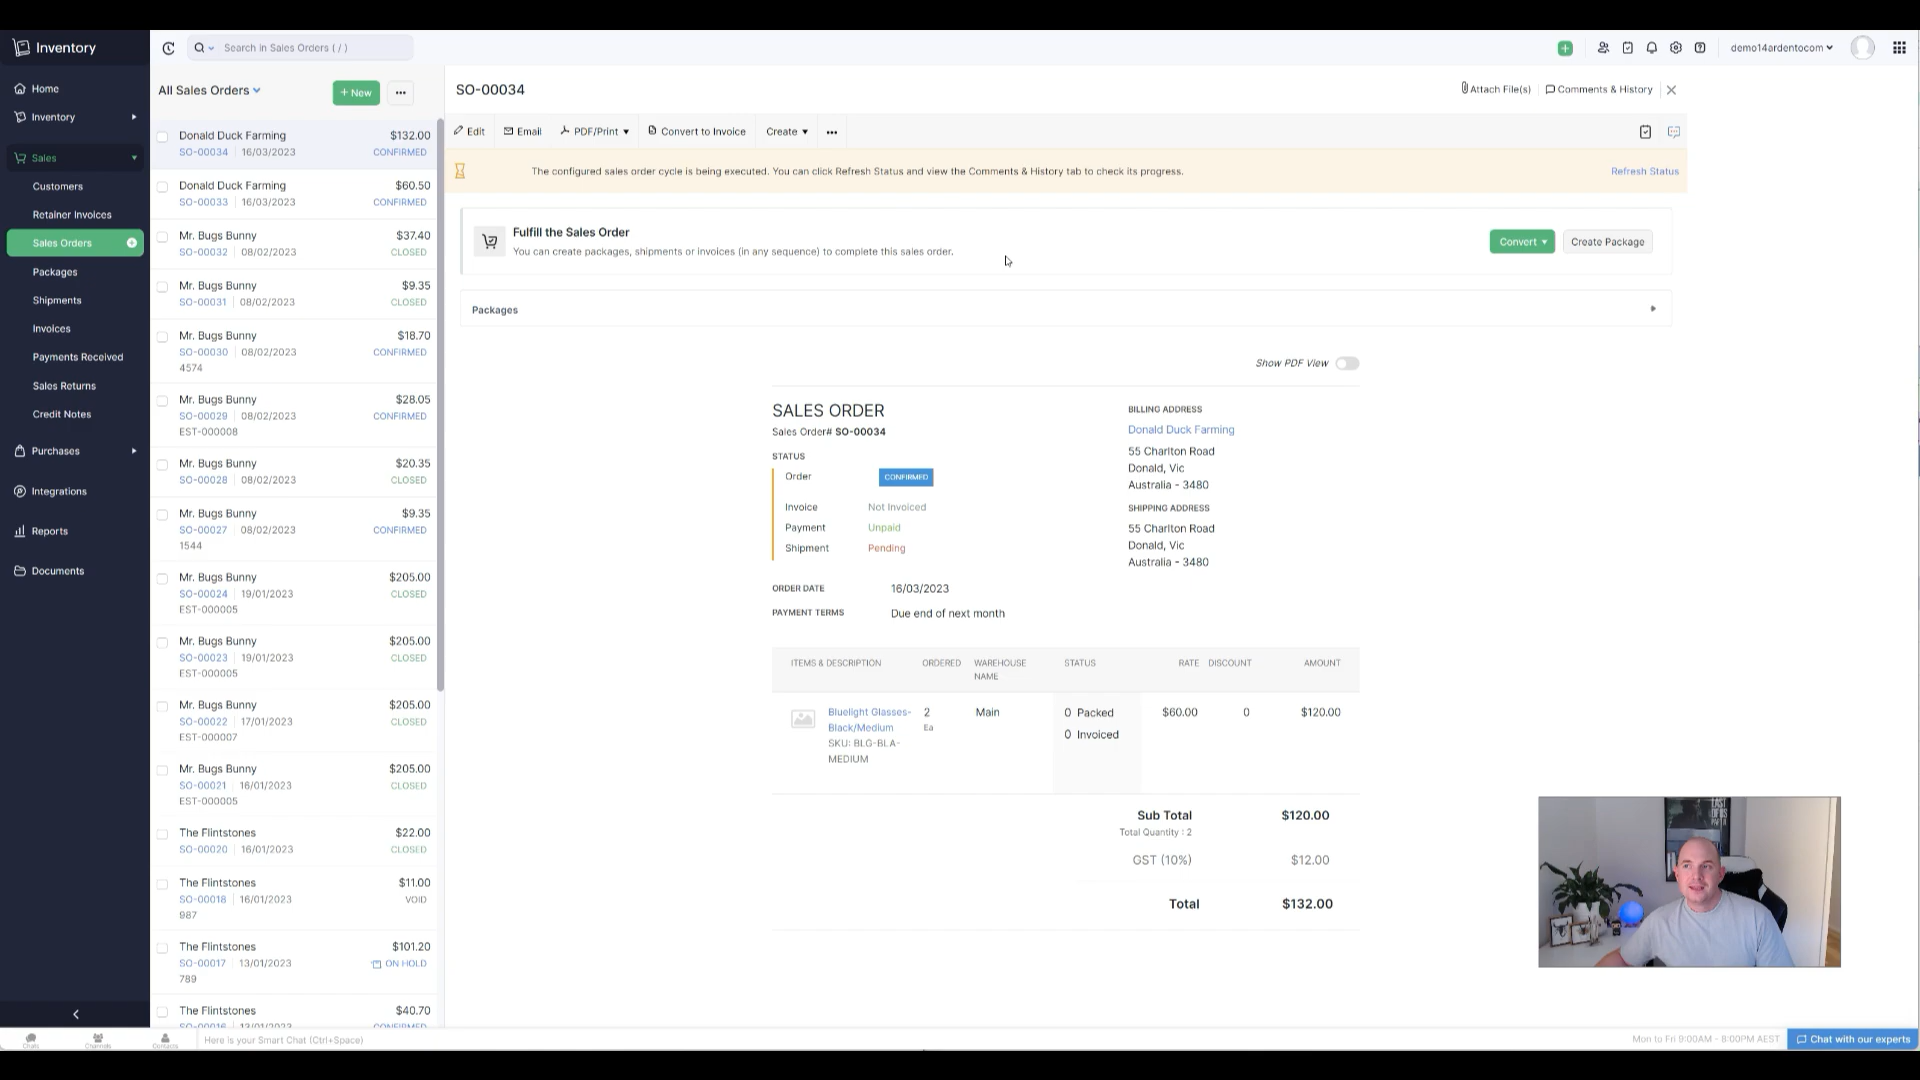 Inventory
Search in Sales Orders ( / )
demo14ardentocom
Home
Inventory
Sales
Customers
Retainer Invoices
Sales Orders
Packages
Shipments
Invoices
Payments Received
Sales Returns
Credit Notes
Purchases
Integrations
Reports
Documents
All Sales Orders
+ New
Donald Duck Farming $132.00
SO-00034 16/03/2023 CONFIRMED
Donald Duck Farming $60.50
SO-00033 16/03/2023 CONFIRMED
Mr. Bugs Bunny $37.40
SO-00032 08/02/2023 CLOSED
Mr. Bugs Bunny $9.35
SO-00031 08/02/2023 CLOSED
Mr. Bugs Bunny $18.70
SO-00030 08/02/2023 CONFIRMED
4574
Mr. Bugs Bunny $28.05
SO-00029 08/02/2023 CONFIRMED
EST-000008
Mr. Bugs Bunny $20.35
SO-00028 08/02/2023 CLOSED
Mr. Bugs Bunny $9.35
SO-00027 08/02/2023 CONFIRMED
1544
Mr. Bugs Bunny $205.00
SO-00024 19/01/2023 CLOSED
EST-000005
Mr. Bugs Bunny $205.00
SO-00023 19/01/2023 CLOSED
EST-000005
Mr. Bugs Bunny $205.00
SO-00022 17/01/2023 CLOSED
EST-000007
Mr. Bugs Bunny $205.00
SO-00021 16/01/2023 CLOSED
EST-000005
The Flintstones $22.00
SO-00020 16/01/2023 CLOSED
The Flintstones $11.00
SO-00018 16/01/2023 VOID
987
The Flintstones $101.20
SO-00017 13/01/2023 ON HOLD
789
The Flintstones $40.70
SO-00016 13/01/2023 CONFIRMED
SO-00034
Attach File(s) Comments & History
Edit Email PDF/Print Convert to Invoice Create
The configured sales order cycle is being executed. You can click Refresh Status and view the Comments & History tab to check its progress. Refresh Status
Fulfill the Sales Order
You can create packages, shipments or invoices (in any sequence) to complete this sales order.
Convert Create Package
Packages
Show PDF View
SALES ORDER
Sales Order# SO-00034
STATUS
Order CONFIRMED
Invoice Not Invoiced
Payment Unpaid
Shipment Pending
ORDER DATE 16/03/2023
PAYMENT TERMS Due end of next month
BILLING ADDRESS
Donald Duck Farming
55 Charlton Road
Donald, Vic
Australia - 3480
SHIPPING ADDRESS
55 Charlton Road
Donald, Vic
Australia - 3480
ITEMS & DESCRIPTION ORDERED WAREHOUSE NAME STATUS RATE DISCOUNT AMOUNT
Bluelight Glasses- 2 Main 0 Packed $60.00 0 $120.00
Black/Medium Ea 0 Invoiced
SKU: BLG-BLA-
MEDIUM
Sub Total $120.00
Total Quantity : 2
GST (10%) $12.00
Total $132.00
Chats Channels Contacts
Here is your Smart Chat (Ctrl+Space)
Mon to Fri 9:00AM - 8:00PM AEST
Chat with our experts